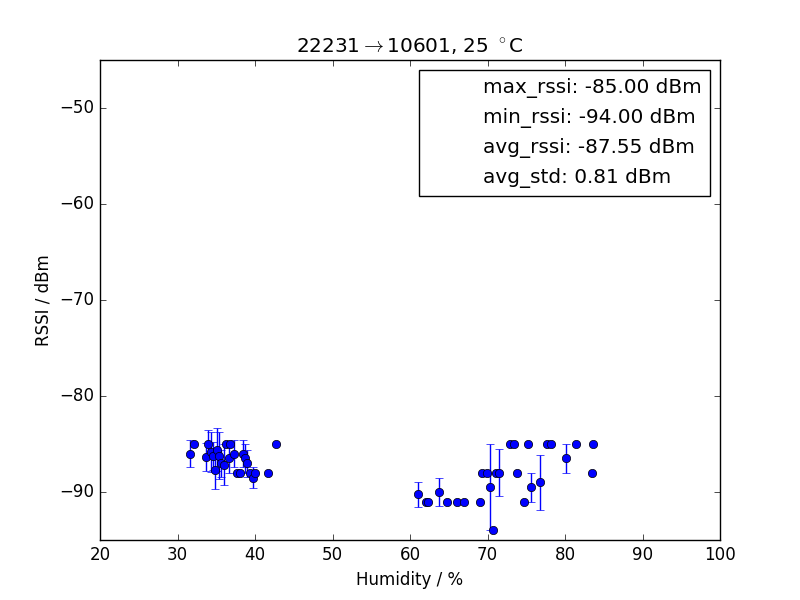 22231→10601, 25 °C
max_rssi: -85.00 dBm
min_rssi: -94.00 dBm
avg_rssi: -87.55 dBm
avg_std: 0.81 dBm
RSSI / dBm
−50
−60
−70
−80
−90
20 30 40 60 70 80 90 100
Humidity / %